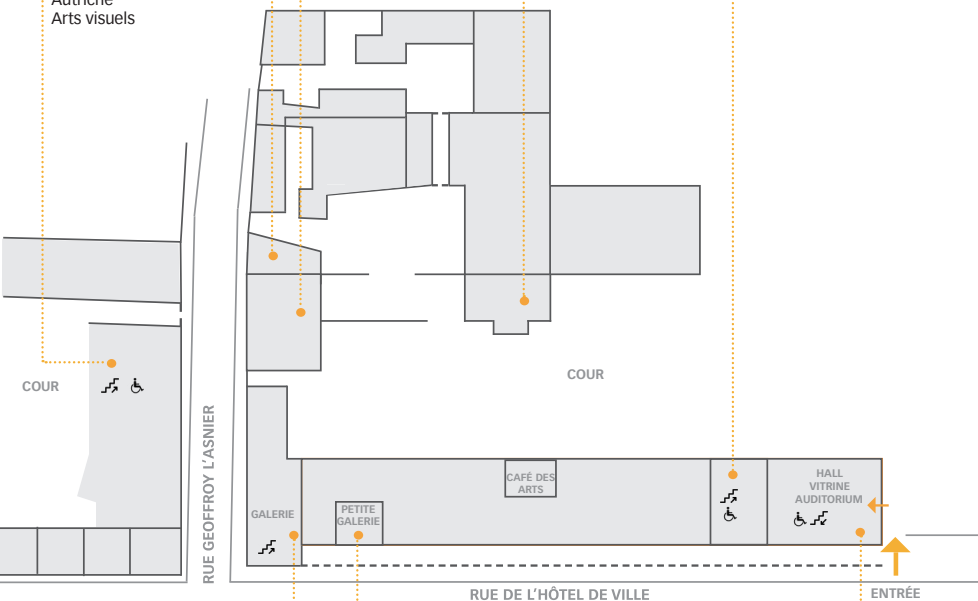 Autriche
Arts visuels
COUR
COUR
RUE GEOFFROY L'ASNIER
CAFÉ DES
ARTS
HALL
VITRINE
AUDITORIUM
GALERIE
PETITE
GALERIE
RUE DE L'HÔTEL DE VILLE
ENTRÉE